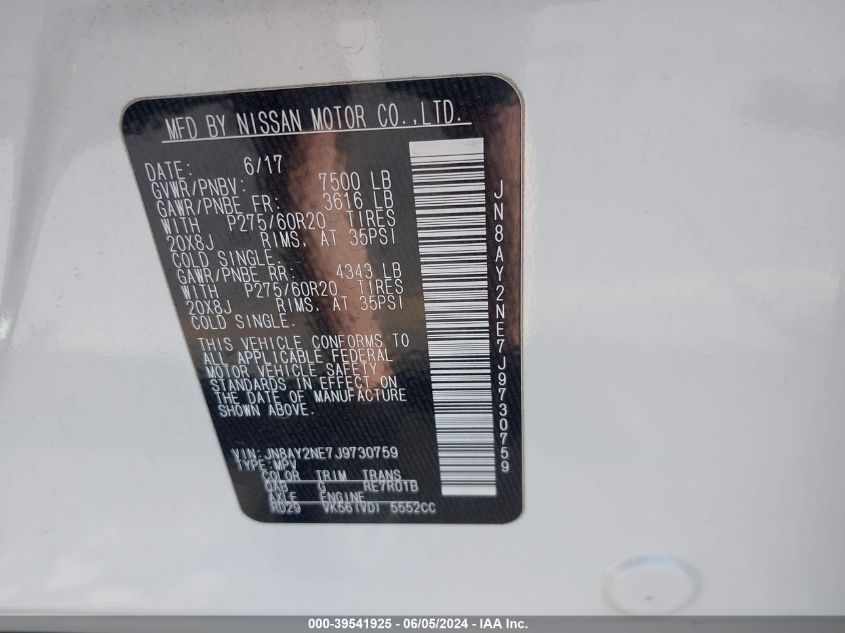 MFD BY NISSAN MOTOR CO.,LTD.
DATE: 6/17
GVWR/PNBV: 7500 LB
GAWR/PNBE FR: 3616 LB
WITH P275/60R20 TIRES
20X8J RIMS, AT 35PSI
COLD SINGLE.
GAWR/PNBE RR: 4343 LB
WITH P275/60R20 TIRES
20X8J RIMS, AT 35PSI
COLD SINGLE.
THIS VEHICLE CONFORMS TO
ALL APPLICABLE FEDERAL
MOTOR VEHICLE SAFETY
STANDARDS IN EFFECT ON
THE DATE OF MANUFACTURE
SHOWN ABOVE.
VIN:JN8AY2NE7J9730759
TYPE:MPV
COLOR TRIM TRANS
QAB G RE7R01B
AXLE ENGINE
RD29 VK56(VD) 5552CC
JN8AY2NE7J9730759
000-39541925 - 06/05/2024 - IAA Inc.